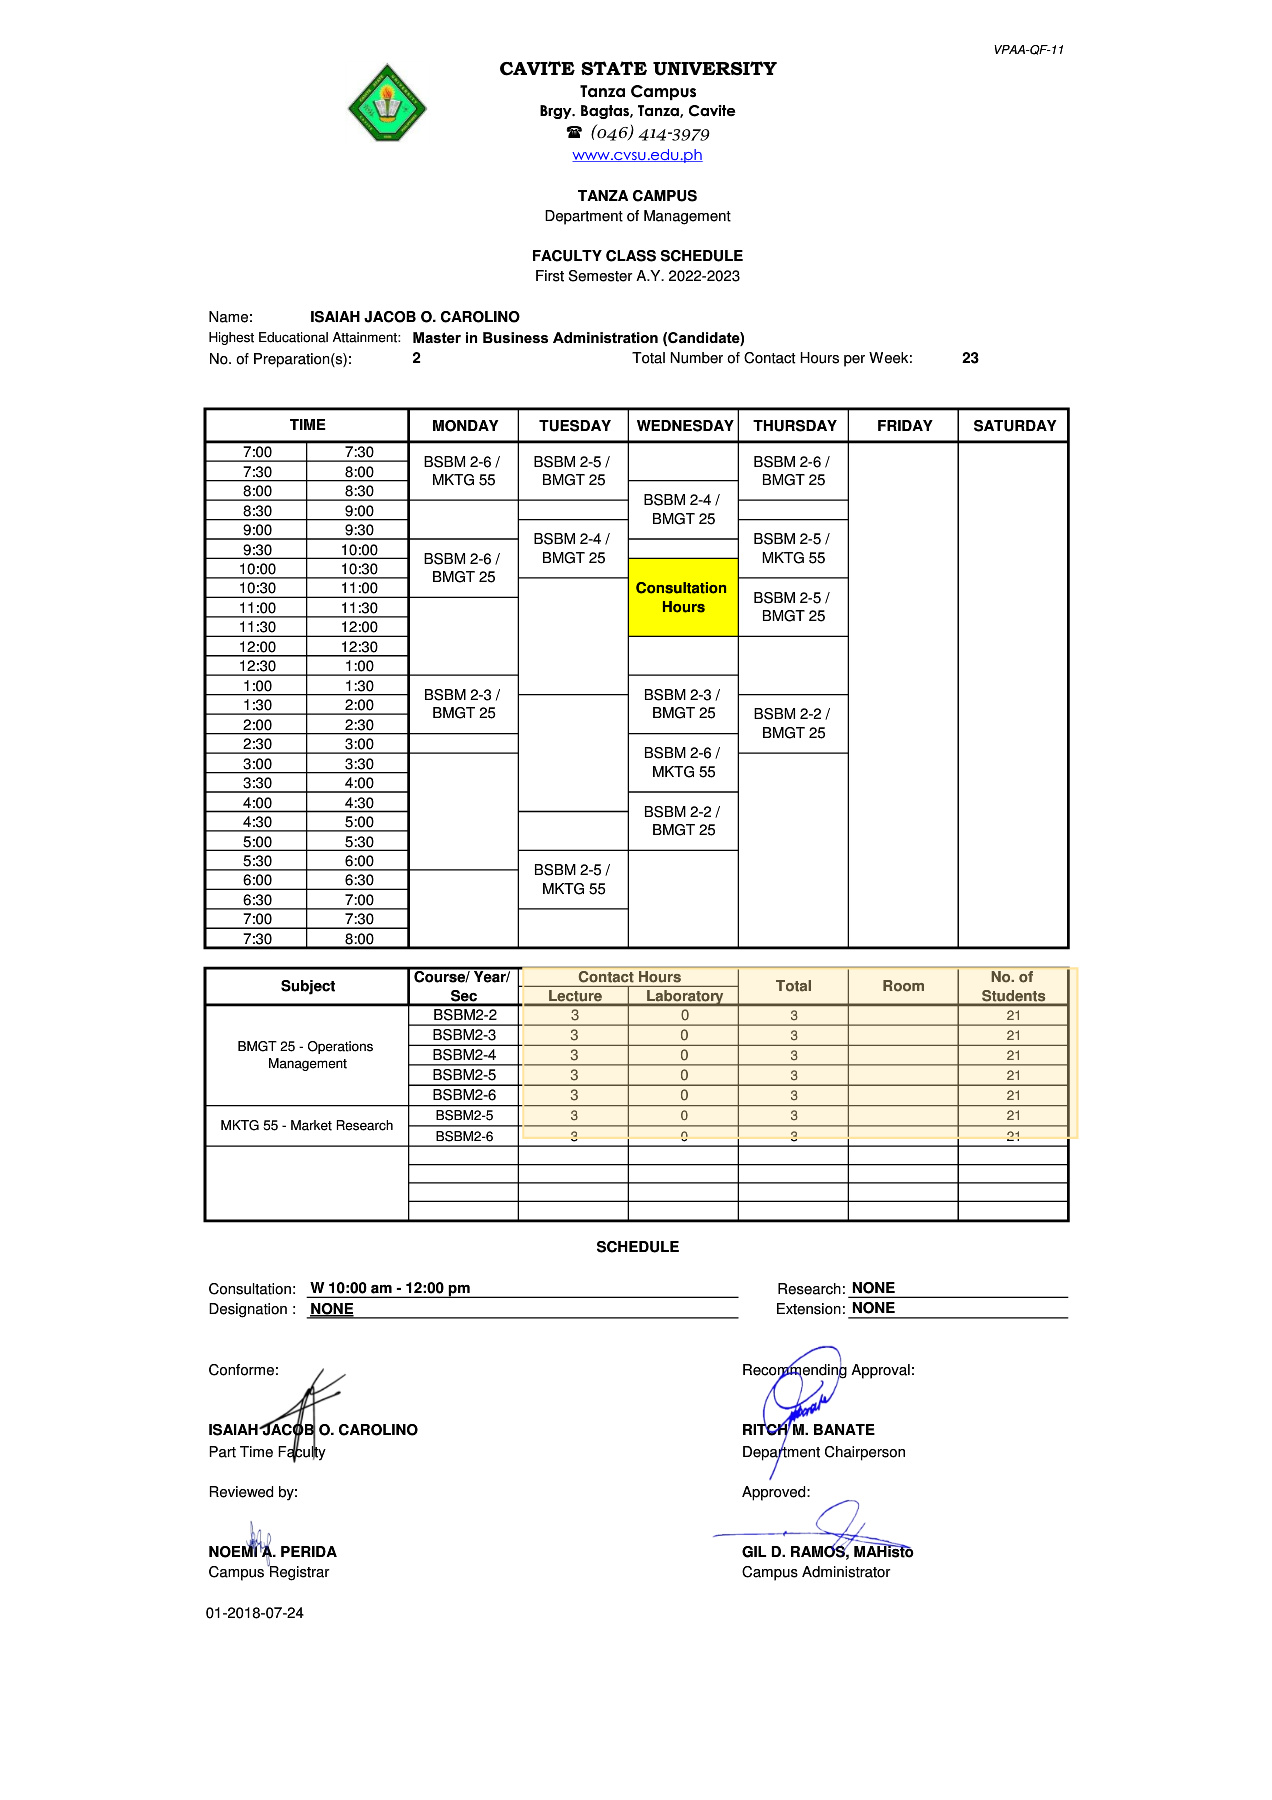 VPAA-QF-11
CAVITE STATE UNIVERSITY
Tanza Campus
Brgy. Bagtas, Tanza, Cavite
☎ (046) 414-3979
www.cvsu.edu.ph
TANZA CAMPUS
Department of Management
FACULTY CLASS SCHEDULE
First Semester A.Y. 2022-2023
Name: ISAIAH JACOB O. CAROLINO
Highest Educational Attainment: Master in Business Administration (Candidate)
No. of Preparation(s): 2 Total Number of Contact Hours per Week: 23
TIME MONDAY TUESDAY WEDNESDAY THURSDAY FRIDAY SATURDAY
7:00 7:30
7:30 8:00
8:00 8:30
8:30 9:00
9:00 9:30
9:30 10:00
10:00 10:30
10:30 11:00
11:00 11:30
11:30 12:00
12:00 12:30
12:30 1:00
1:00 1:30
1:30 2:00
2:00 2:30
2:30 3:00
3:00 3:30
3:30 4:00
4:00 4:30
4:30 5:00
5:00 5:30
5:30 6:00
6:00 6:30
6:30 7:00
7:00 7:30
7:30 8:00
BSBM 2-6 /
MKTG 55
BSBM 2-6 /
BMGT 25
BSBM 2-3 /
BMGT 25
BSBM 2-5 /
BMGT 25
BSBM 2-4 /
BMGT 25
BSBM 2-5 /
MKTG 55
BSBM 2-4 /
BMGT 25
Consultation
Hours
BSBM 2-3 /
BMGT 25
BSBM 2-6 /
MKTG 55
BSBM 2-2 /
BMGT 25
BSBM 2-6 /
BMGT 25
BSBM 2-5 /
MKTG 55
BSBM 2-5 /
BMGT 25
BSBM 2-2 /
BMGT 25
Subject
Course/ Year/
Sec
Contact Hours
Lecture Laboratory
Total
Room
No. of
Students
BMGT 25 - Operations
Management
BSBM2-2 3 0 3 21
BSBM2-3 3 0 3 21
BSBM2-4 3 0 3 21
BSBM2-5 3 0 3 21
BSBM2-6 3 0 3 21
MKTG 55 - Market Research
BSBM2-5 3 0 3 21
BSBM2-6 3 0 3 21
SCHEDULE
Consultation: W 10:00 am - 12:00 pm Research: NONE
Designation : NONE Extension: NONE
Conforme: Recommending Approval:
ISAIAH JACOB O. CAROLINO RITCH M. BANATE
Part Time Faculty Department Chairperson
Reviewed by: Approved:
NOEMI A. PERIDA GIL D. RAMOS, MAHisto
Campus Registrar Campus Administrator
01-2018-07-24